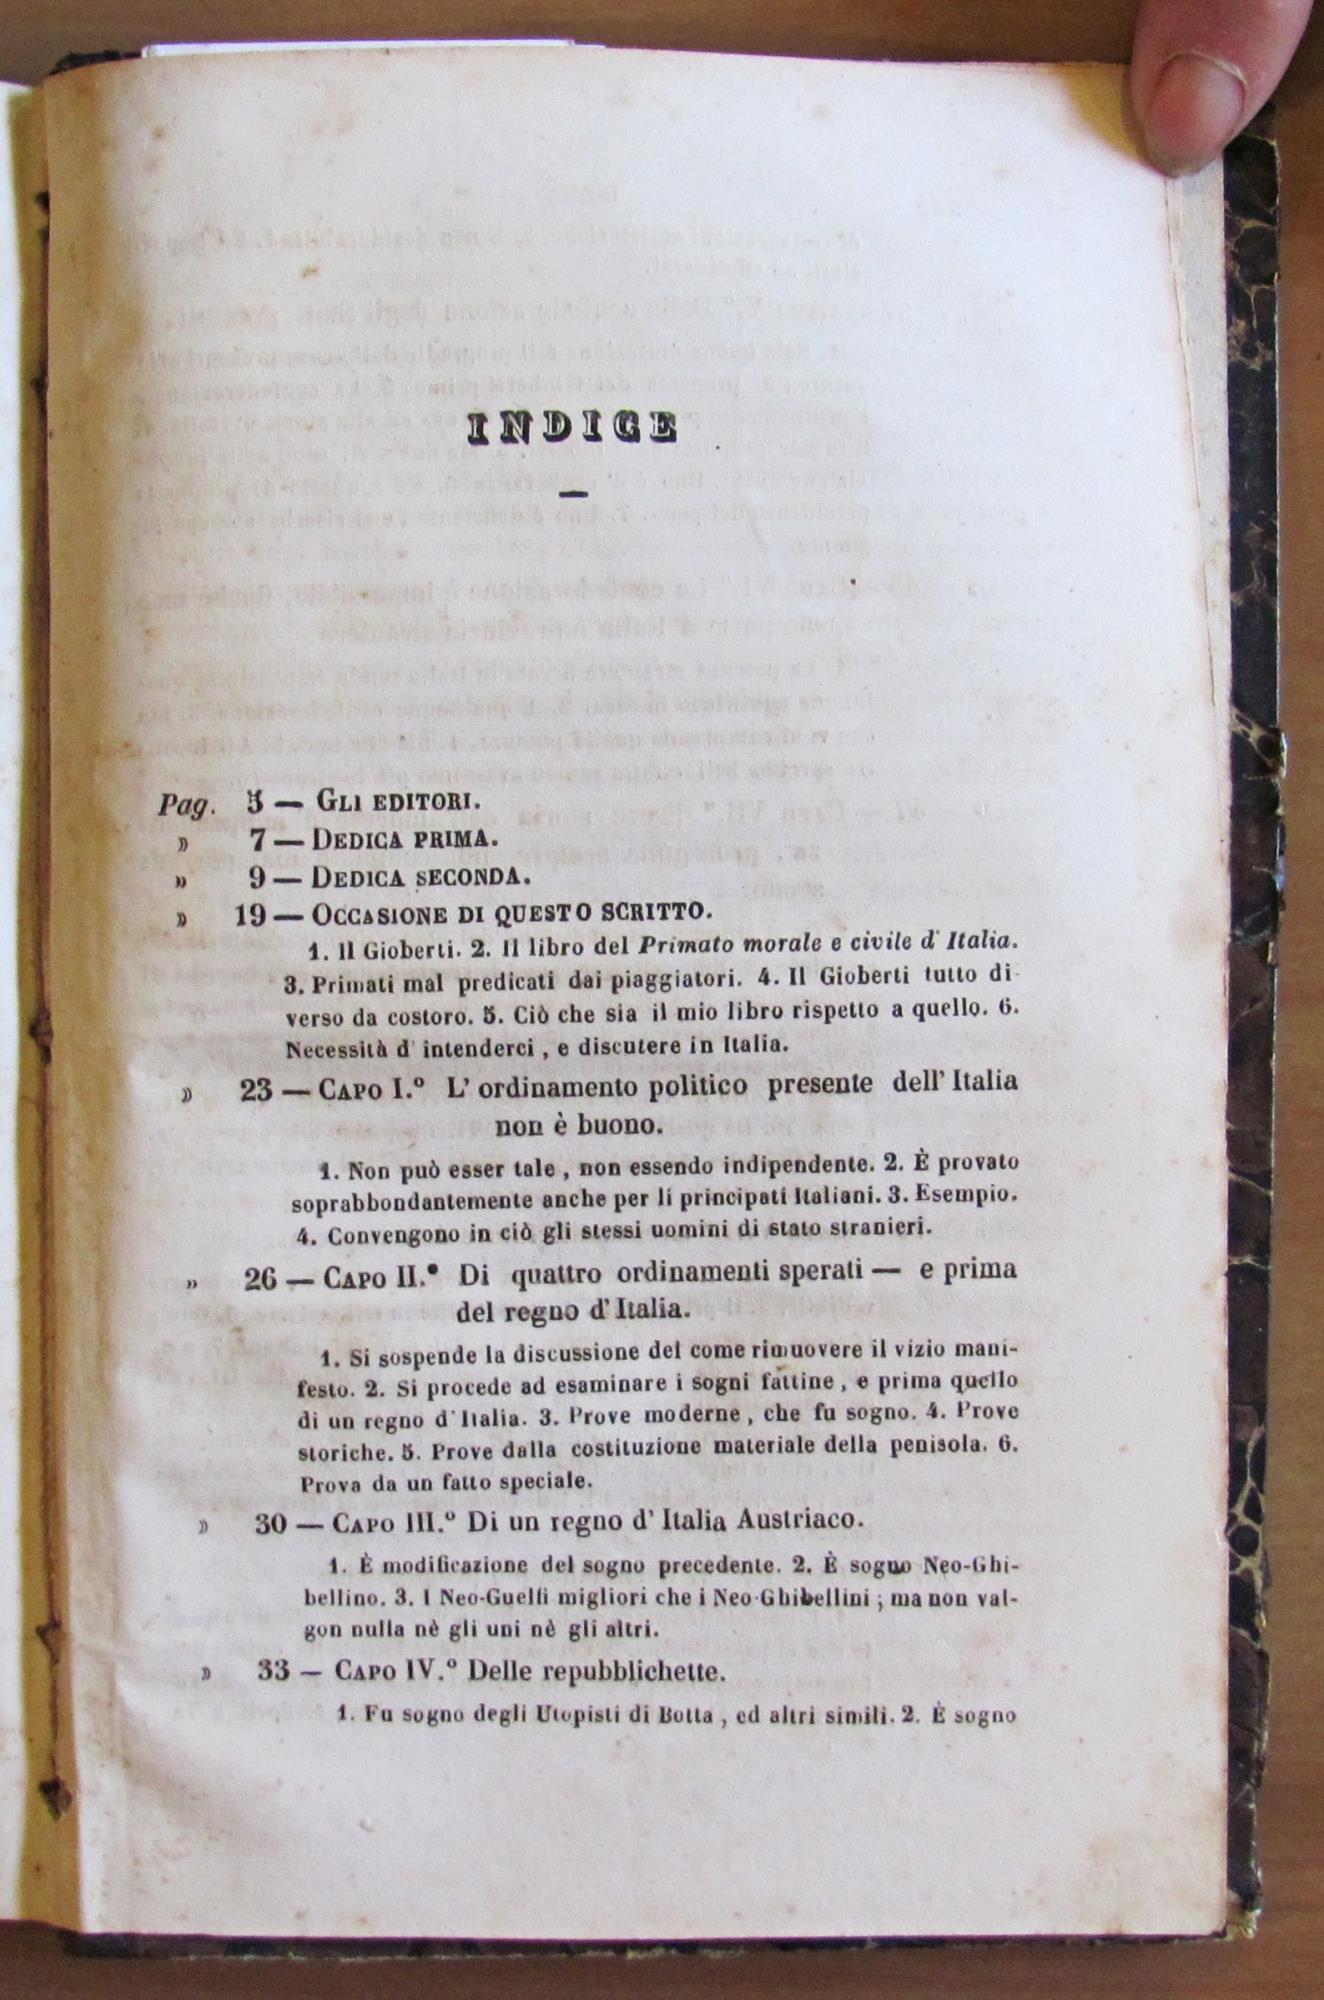 INDICE
Pag. 5 — GLI EDITORI.
» 7 — DEDICA PRIMA.
» 9 — DEDICA SECONDA.
» 19 — OCCASIONE DI QUESTO SCRITTO.
1. Il Gioberti. 2. Il libro del Primato morale e civile d' Italia.
3. Primati mal predicati dai piaggiatori. 4. Il Gioberti tutto di-
verso da costoro. 5. Ciò che sia il mio libro rispetto a quello. 6.
Necessità d' intenderci, e discutere in Italia.
» 23 — CAPO I.º L' ordinamento politico presente dell' Italia
non è buono.
1. Non può esser tale, non essendo indipendente. 2. È provato
soprabbondantemente anche per li principati Italiani. 3. Esempio.
4. Convengono in ciò gli stessi uomini di stato stranieri.
» 26 — CAPO II.º Di quattro ordinamenti sperati — e prima
del regno d' Italia.
1. Si sospende la discussione del come rimuovere il vizio mani-
festo. 2. Si procede ad esaminare i sogni fattine, e prima quello
di un regno d' Italia. 3. Prove moderne, che fu sogno. 4. Prove
storiche. 5. Prove dalla costituzione materiale della penisola. 6.
Prova da un fatto speciale.
» 30 — CAPO III.º Di un regno d' Italia Austriaco.
1. È modificazione del sogno precedente. 2. È sogno Neo-Ghi-
bellino. 3. I Neo-Guelfi migliori che i Neo-Ghibellini; ma non val-
gon nulla nè gli uni nè gli altri.
» 33 — CAPO IV.º Delle repubblichette.
1. Fu sogno degli Utopisti di Botta, ed altri simili. 2. È sogno